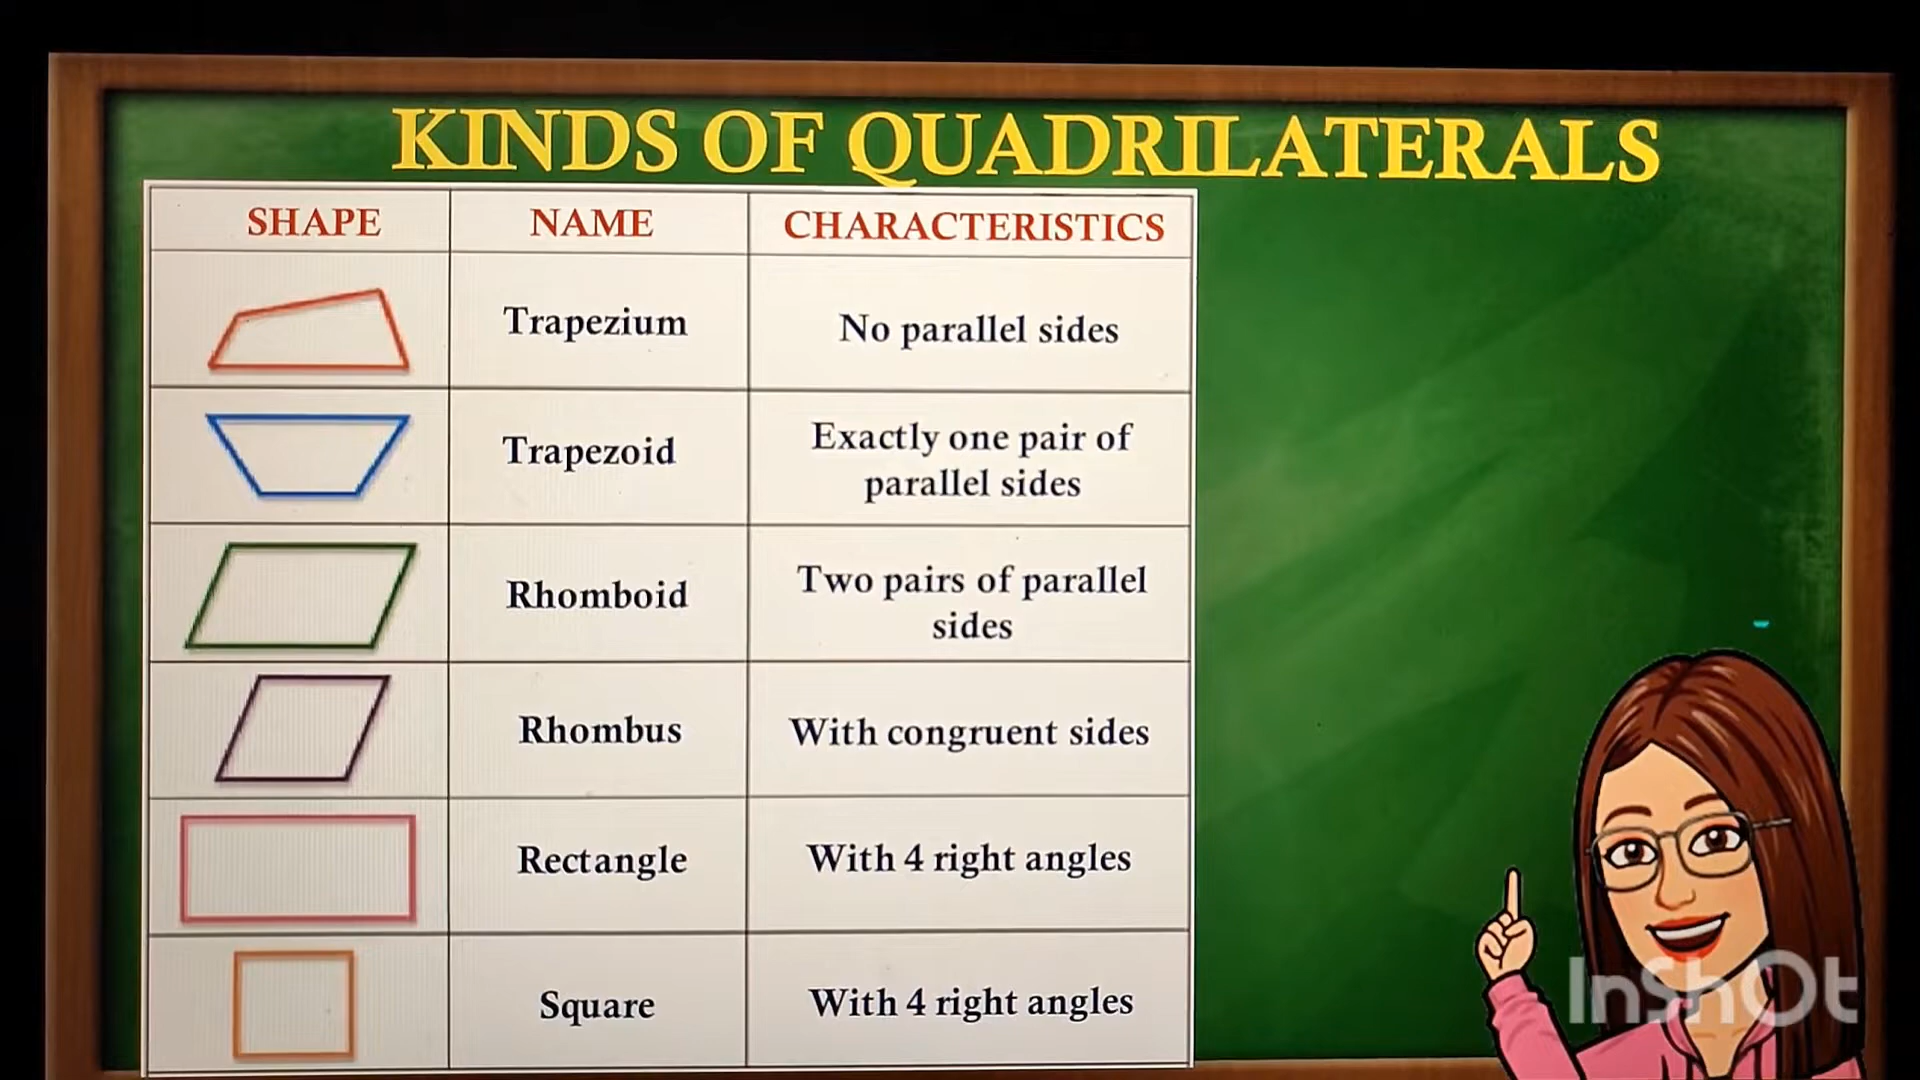 KINDS OF QUADRILATERALS
SHAPE NAME CHARACTERISTICS
Trapezium No parallel sides
Trapezoid Exactly one pair of
parallel sides
Rhomboid Two pairs of parallel
sides
Rhombus With congruent sides
Rectangle With 4 right angles
Square With 4 right angles
InShOt